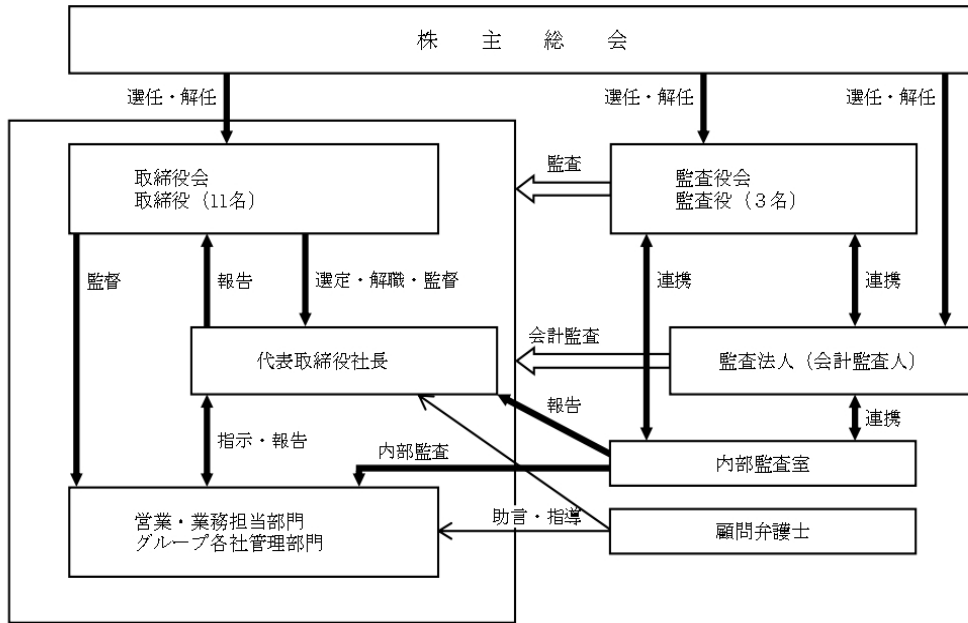 株　主　総　会
選任・解任
選任・解任
選任・解任
取締役会
取締役（11名）
監査
監査役会
監査役（３名）
監督
報告
選定・解職・監督
連携
連携
会計監査
代表取締役社長
監査法人（会計監査人）
報告
連携
指示・報告
内部監査
内部監査室
営業・業務担当部門
グループ各社管理部門
助言・指導
顧問弁護士